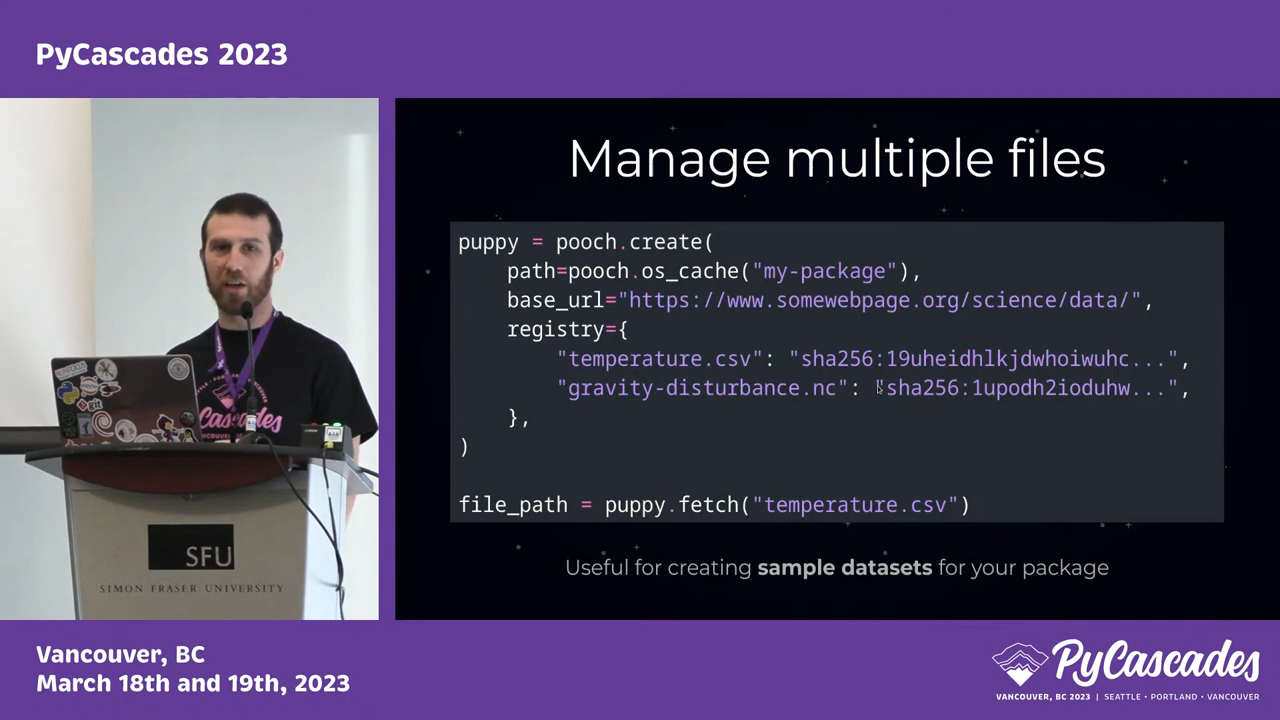 PyCascades 2023
Manage multiple files
puppy = pooch.create(
    path=pooch.os_cache("my-package"),
    base_url="https://www.somewebpage.org/science/data/",
    registry={
        "temperature.csv": "sha256:19uheidhlkjdwhoiwuhc...",
        "gravity-disturbance.nc": "sha256:1upodh2ioduhw...",
    },
)
file_path = puppy.fetch("temperature.csv")
Useful for creating sample datasets for your package
git
SFU
SIMON FRASER UNIVERSITY
Vancouver, BC
March 18th and 19th, 2023
PyCascades
VANCOUVER, BC 2023 | SEATTLE • PORTLAND • VANCOUVER